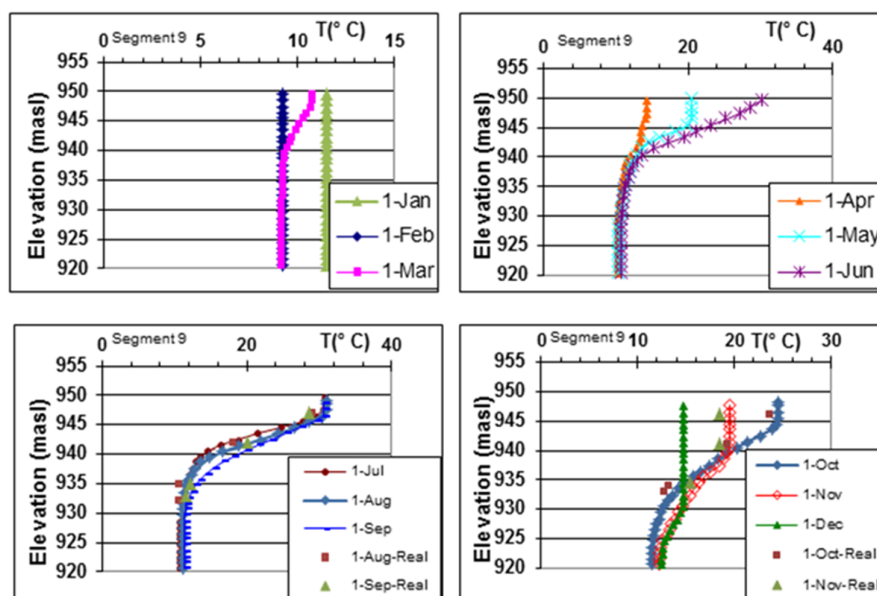 Segment 9 T(° C)
0 5 10 15
Elevation (masl)
955
950
945
940
935
930
925
920
1-Jan
1-Feb
1-Mar
Segment 9 T(° C)
0 20 40
Elevation (masl)
955
950
945
940
935
930
925
920
1-Apr
1-May
1-Jun
Segment 9 T(° C)
0 20 40
Elevation (masl)
955
950
945
940
935
930
925
920
1-Jul
1-Aug
1-Sep
1-Aug-Real
1-Sep-Real
Segment 9 T(° C)
0 10 20 30
Elevation (masl)
955
950
945
940
935
930
925
920
1-Oct
1-Nov
1-Dec
1-Oct-Real
1-Nov-Real